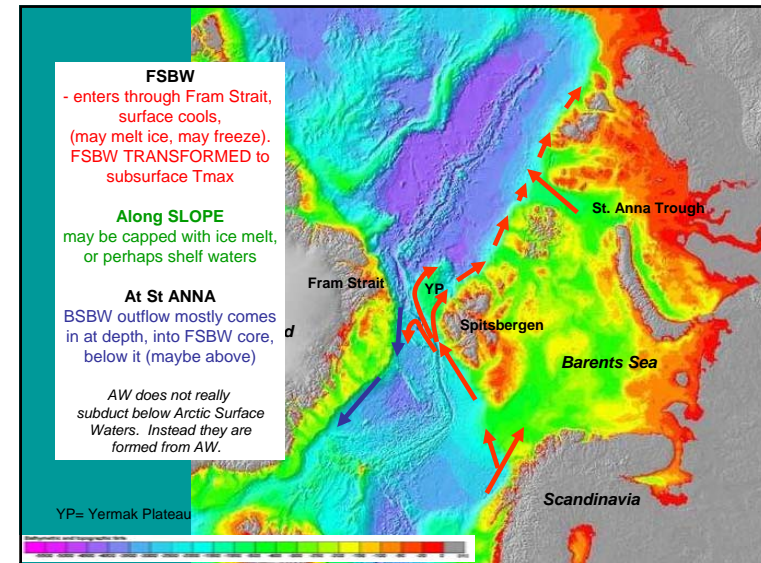 FSBW
- enters through Fram Strait,
surface cools,
(may melt ice, may freeze).
FSBW TRANSFORMED to
subsurface Tmax
Along SLOPE
may be capped with ice melt,
or perhaps shelf waters
At St ANNA
BSBW outflow mostly comes
in at depth, into FSBW core,
below it (maybe above)
AW does not really
subduct below Arctic Surface
Waters. Instead they are
formed from AW.
St. Anna Trough
Fram Strait
YP
Spitsbergen
d
Barents Sea
Scandinavia
YP= Yermak Plateau